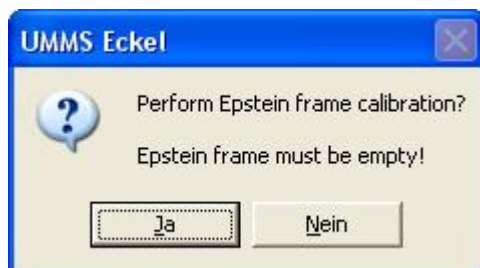 UMMS Eckel
Perform Epstein frame calibration?
Epstein frame must be empty!
Ja
Nein